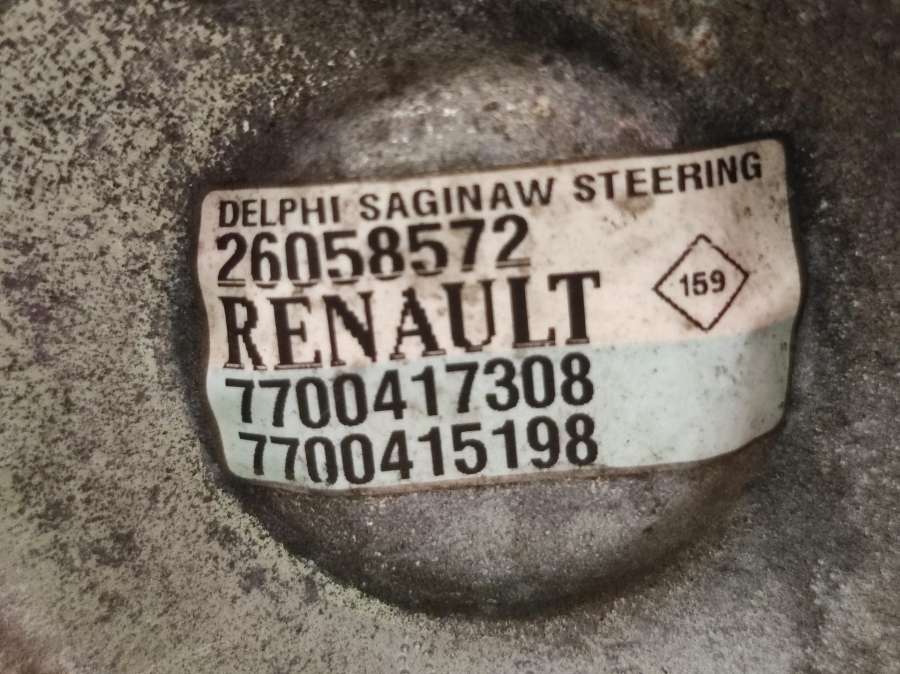 DELPHI SAGINAW STEERING
26058572
RENAULT
159
7700417308
7700415198